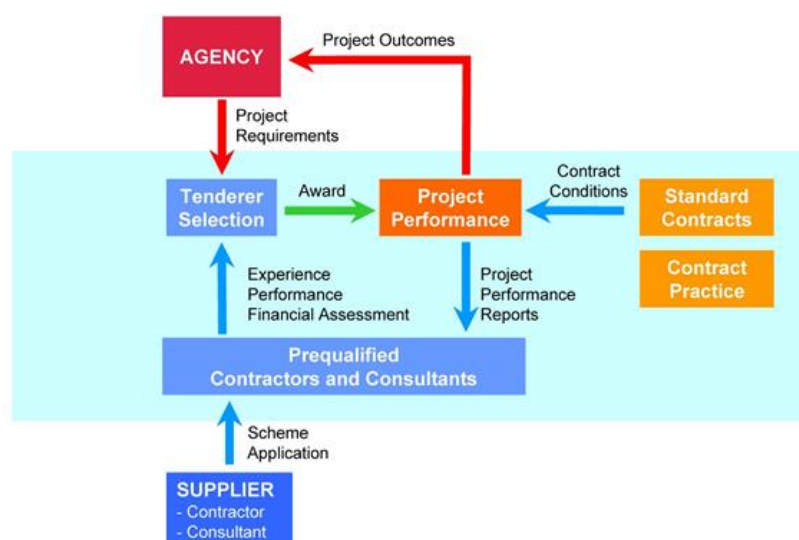 AGENCY
Project Outcomes
Project
Requirements
Tenderer
Selection
Award
Project
Performance
Contract
Conditions
Standard
Contracts
Contract
Practice
Experience
Performance
Financial Assessment
Project
Performance
Reports
Prequalified
Contractors and Consultants
Scheme
Application
SUPPLIER
- Contractor
- Consultant